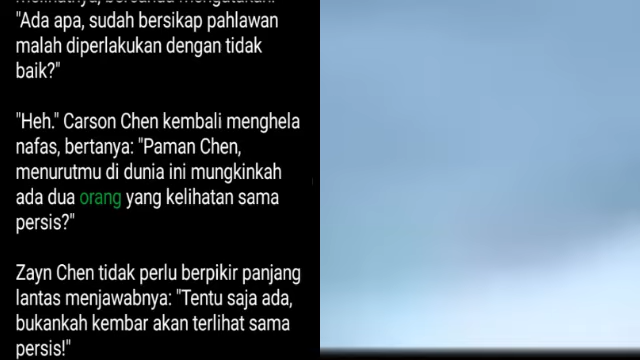 "Ada apa, sudah bersikap pahlawan
malah diperlakukan dengan tidak
baik?"
"Heh." Carson Chen kembali menghela
nafas, bertanya: "Paman Chen,
menurutmu di dunia ini mungkinkah
ada dua orang yang kelihatan sama
persis?"
Zayn Chen tidak perlu berpikir panjang
lantas menjawabnya: "Tentu saja ada,
bukankah kembar akan terlihat sama
persis!"